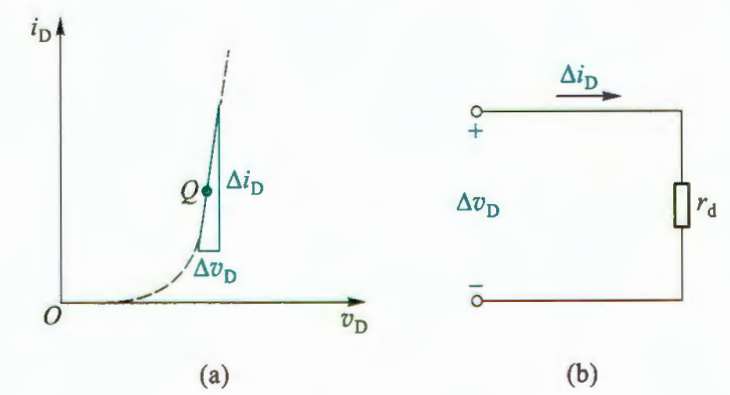 i_D
Q
Δi_D
Δv_D
O
v_D
(a)
Δi_D
+
Δv_D
r_d
−
(b)